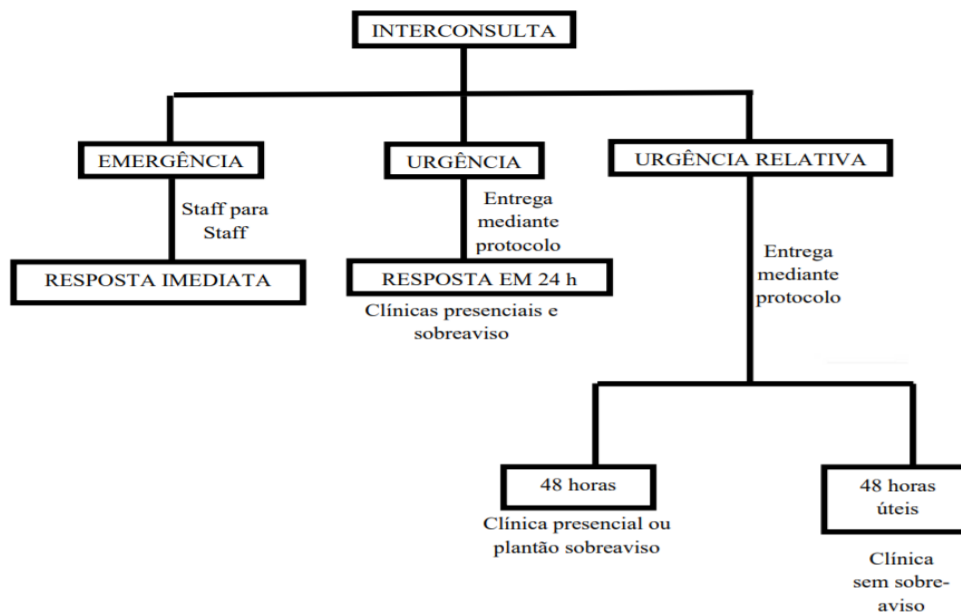 INTERCONSULTA
EMERGÊNCIA
URGÊNCIA
URGÊNCIA RELATIVA
Staff para
Staff
Entrega
mediante
protocolo
Entrega
mediante
protocolo
RESPOSTA IMEDIATA
RESPOSTA EM 24 h
Clínicas presenciais e
sobreaviso
48 horas
Clínica presencial ou
plantão sobreaviso
48 horas
úteis
Clínica
sem sobre-
aviso